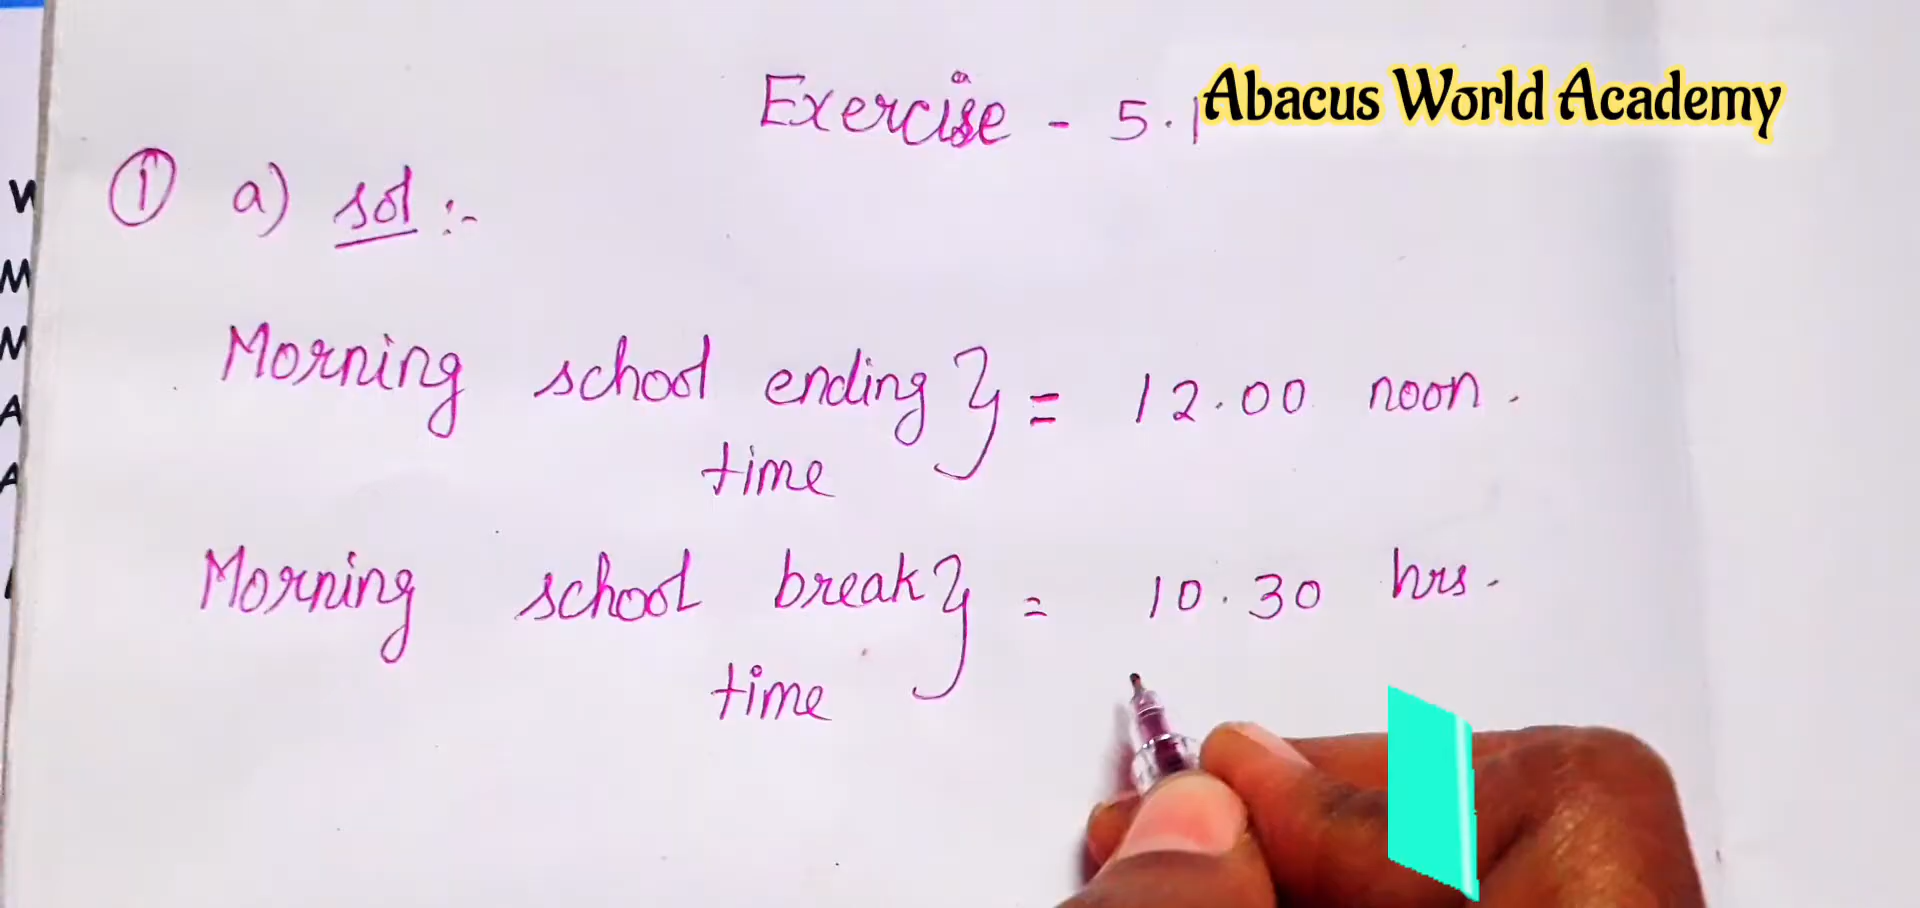 Abacus World Academy
Exercise - 5.1
① a) sol :-
Morning school ending } = 12.00 noon.
time
Morning school break } = 10.30 hrs.
time
W
M
M
A
A